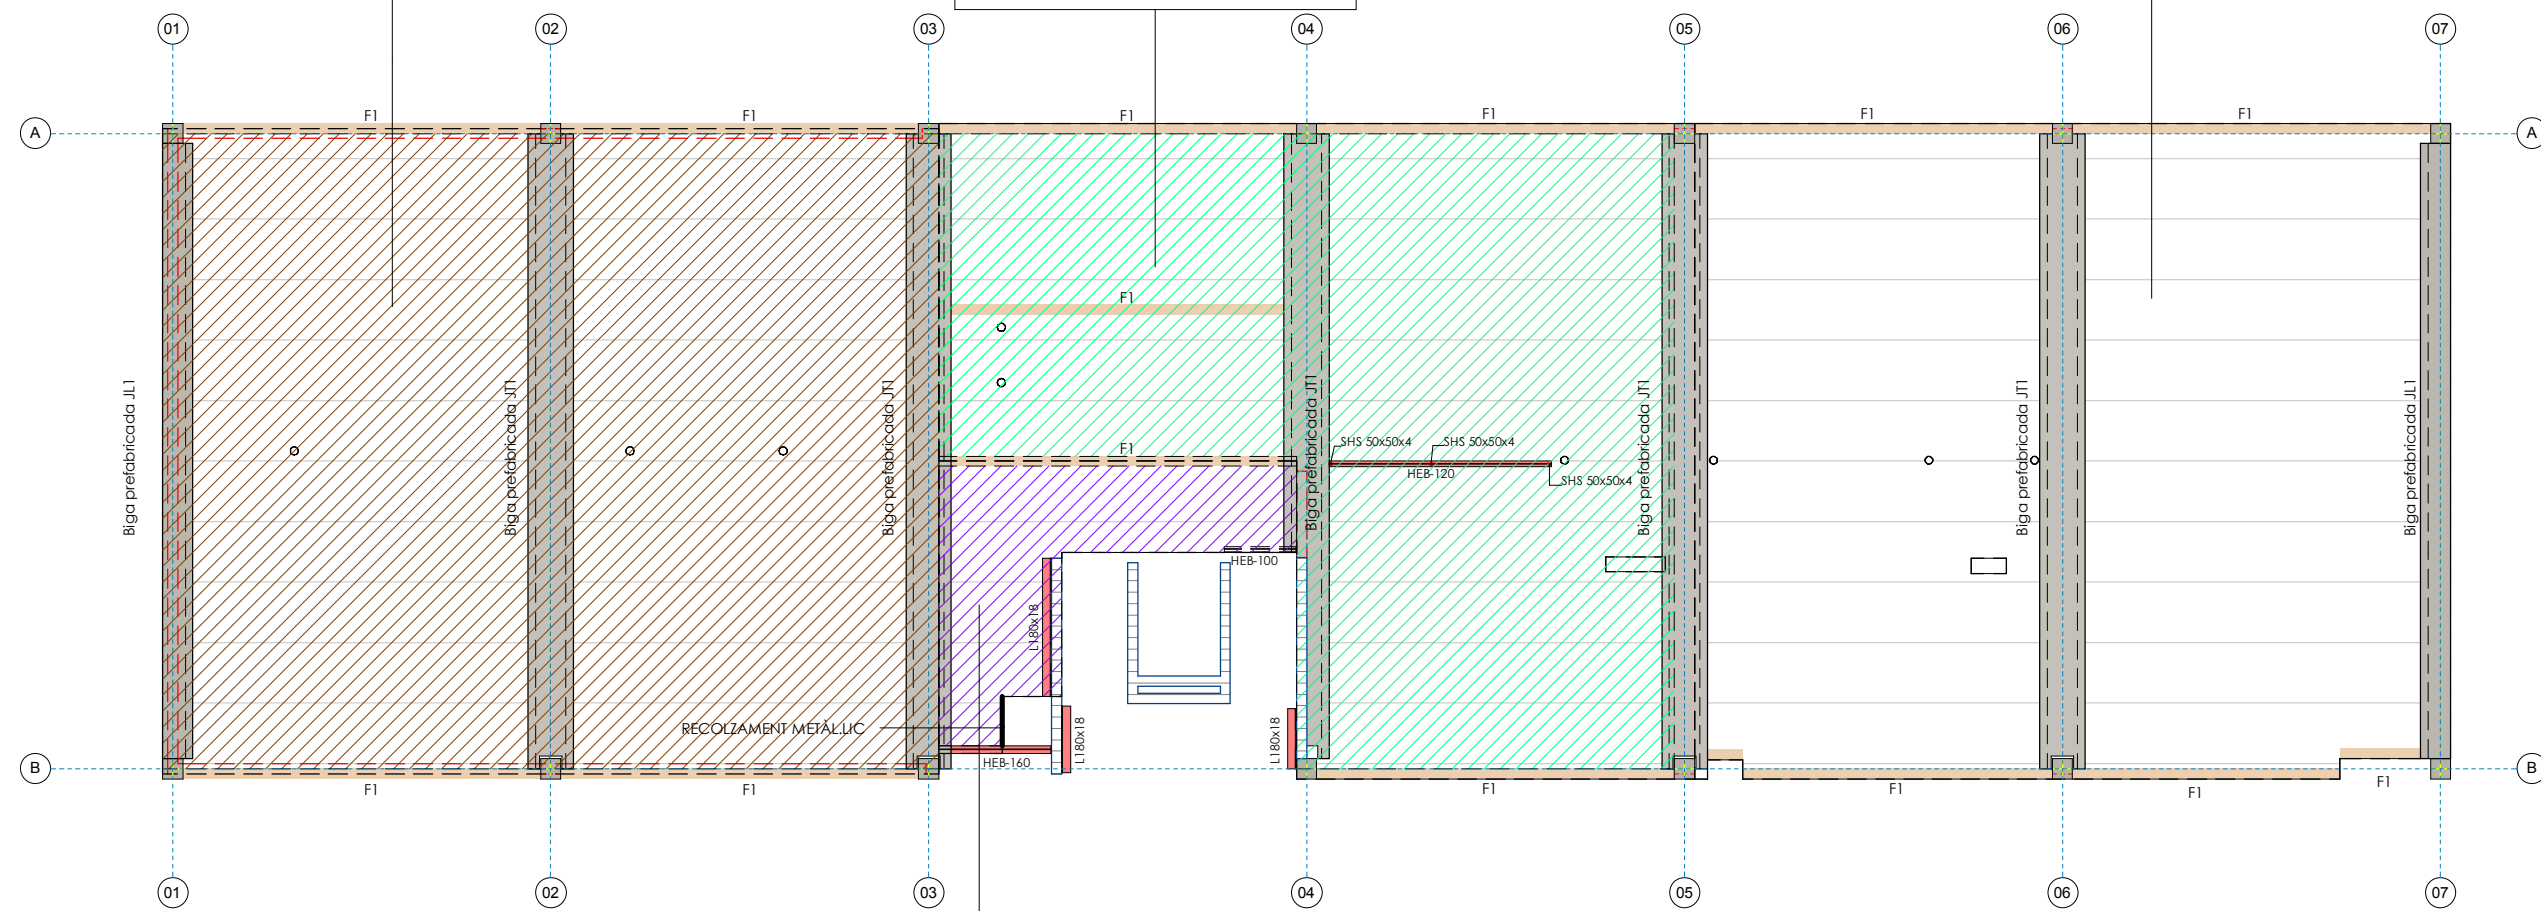 01 02 03 04 05 06 07
F1 F1 F1 F1 F1 F1
A A
F1
Biga prefabricada JL1
Biga prefabricada JT1
Biga prefabricada JT1
Biga prefabricada JT1
Biga prefabricada JT1
Biga prefabricada JT1
Biga prefabricada JL1
F1
SHS 50x50x4 SHS 50x50x4
HEB-120
SHS 50x50x4
HEB-100
L180x18
RECOLZAMENT METÀL.LIC
L180x18
L180x18
HEB-160
B B
F1 F1 F1 F1 F1 F1
01 02 03 04 05 06 07